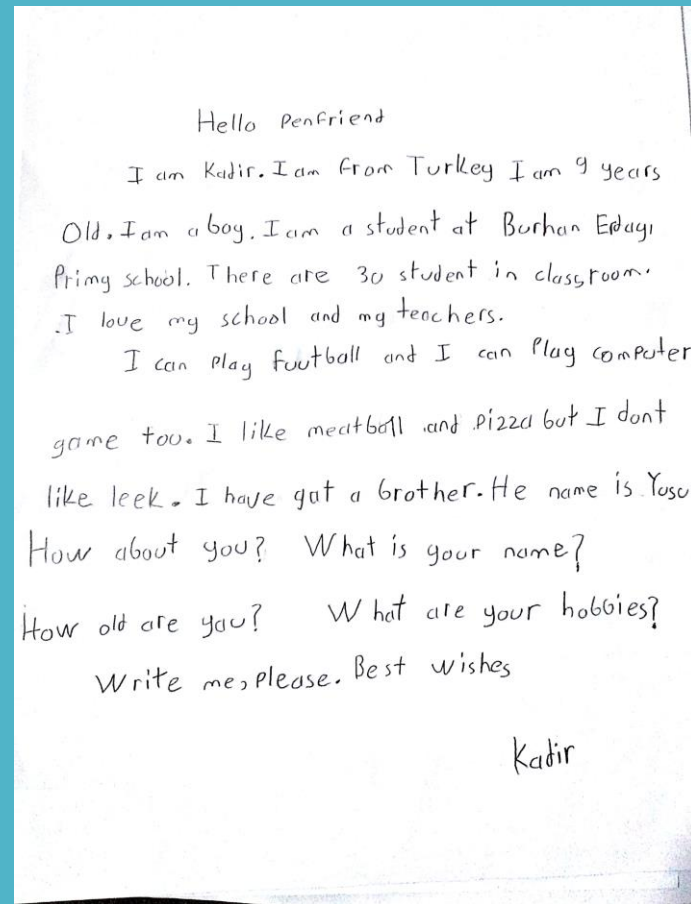 Hello Penfriend
I am Kadir. I am from Turkey I am 9 years
Old. I am a boy. I am a student at Burhan Erdayı
Primy school. There are 30 student in classroom.
I love my school and my teachers.
I can Play football and I can Play computer
game too. I like meatball and Pizza but I dont
like leek. I have gat a brother. He name is Yusu
How about you? What is your name?
How old are you? What are your hobbies?
Write me, Please. Best wishes
Kadir